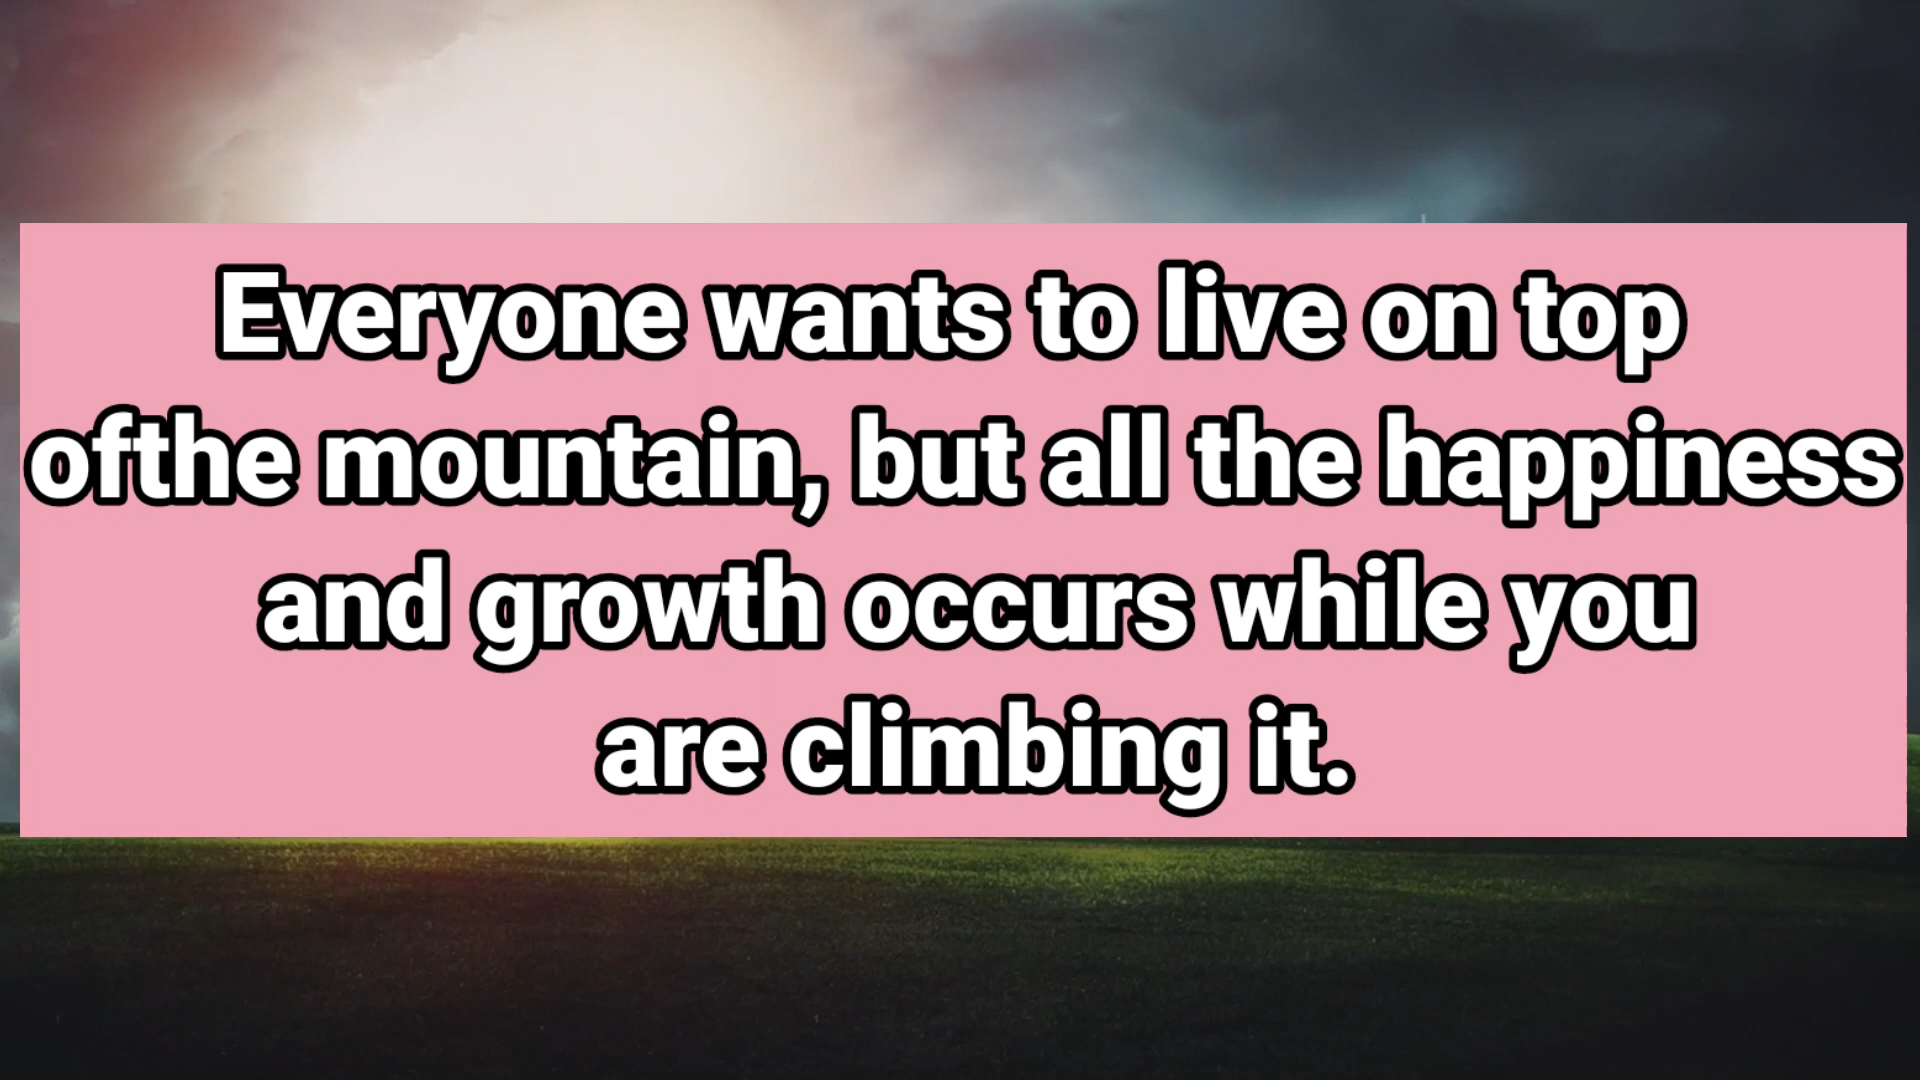 Everyone wants to live on top
ofthe mountain, but all the happiness
and growth occurs while you
are climbing it.